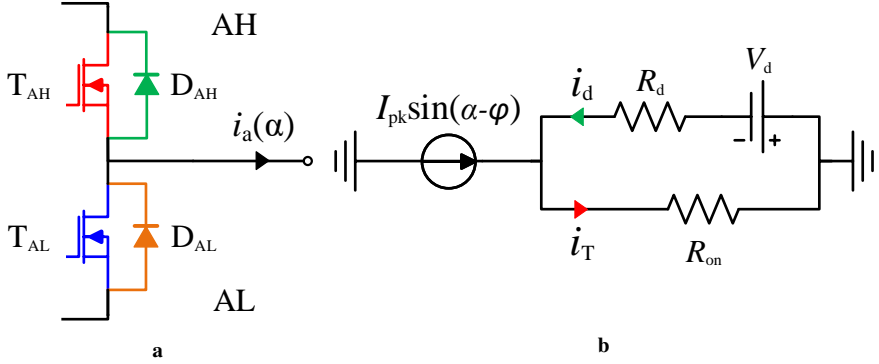 AH
T_AH
D_AH
i_a(α)
T_AL
D_AL
AL
a
I_pk sin(α-φ)
i_d
R_d
V_d
- +
i_T
R_on
b